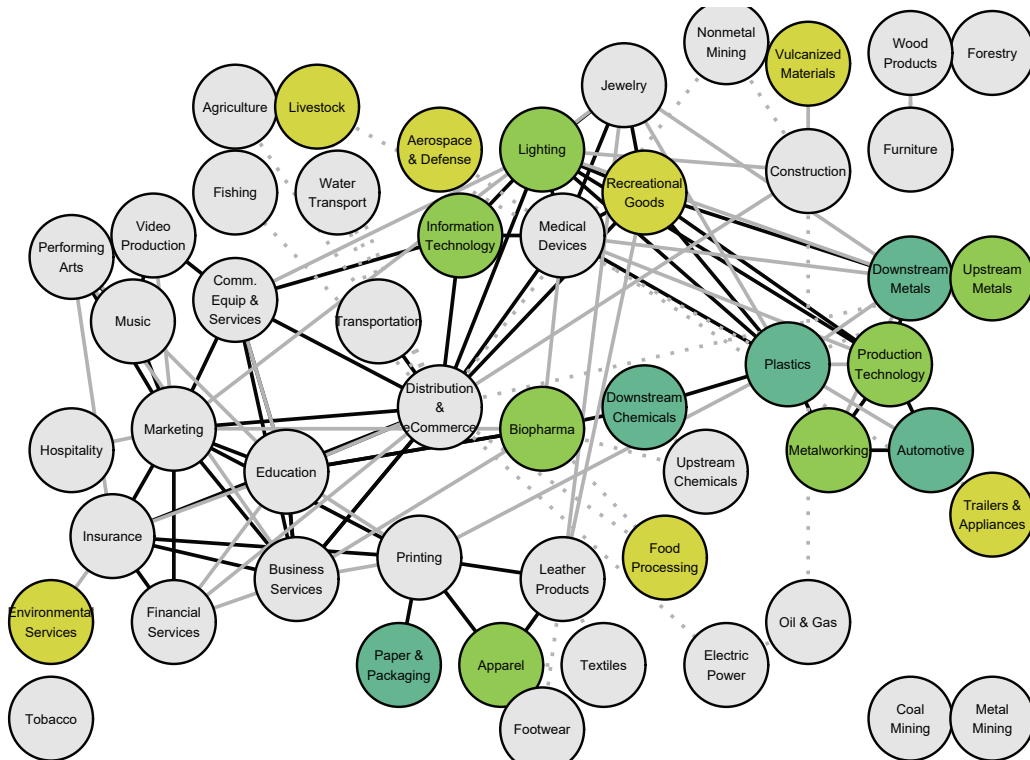 Nonmetal
Mining
Vulcanized
Materials
Wood
Products
Forestry
Jewelry
Agriculture
Livestock
Aerospace
& Defense
Lighting
Furniture
Fishing
Water
Transport
Recreational
Goods
Construction
Performing
Arts
Video
Production
Information
Technology
Medical
Devices
Comm.
Equip &
Services
Downstream
Metals
Upstream
Metals
Music
Transportation
Plastics
Production
Technology
Distribution
&
eCommerce
Downstream
Chemicals
Hospitality
Marketing
Biopharma
Metalworking
Automotive
Education
Upstream
Chemicals
Trailers &
Appliances
Insurance
Printing
Food
Processing
Business
Services
Leather
Products
Environmental
Services
Financial
Services
Oil & Gas
Paper &
Packaging
Apparel
Textiles
Electric
Power
Tobacco
Footwear
Coal
Mining
Metal
Mining